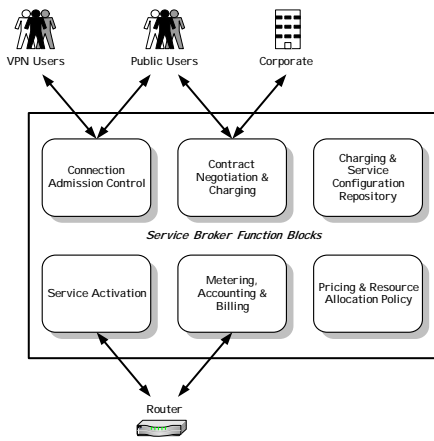 VPN Users
Public Users
Corporate
Connection
Admission Control
Contract
Negotiation &
Charging
Charging &
Service
Configuration
Repository
Service Broker Function Blocks
Service Activation
Metering,
Accounting &
Billing
Pricing & Resource
Allocation Policy
Router